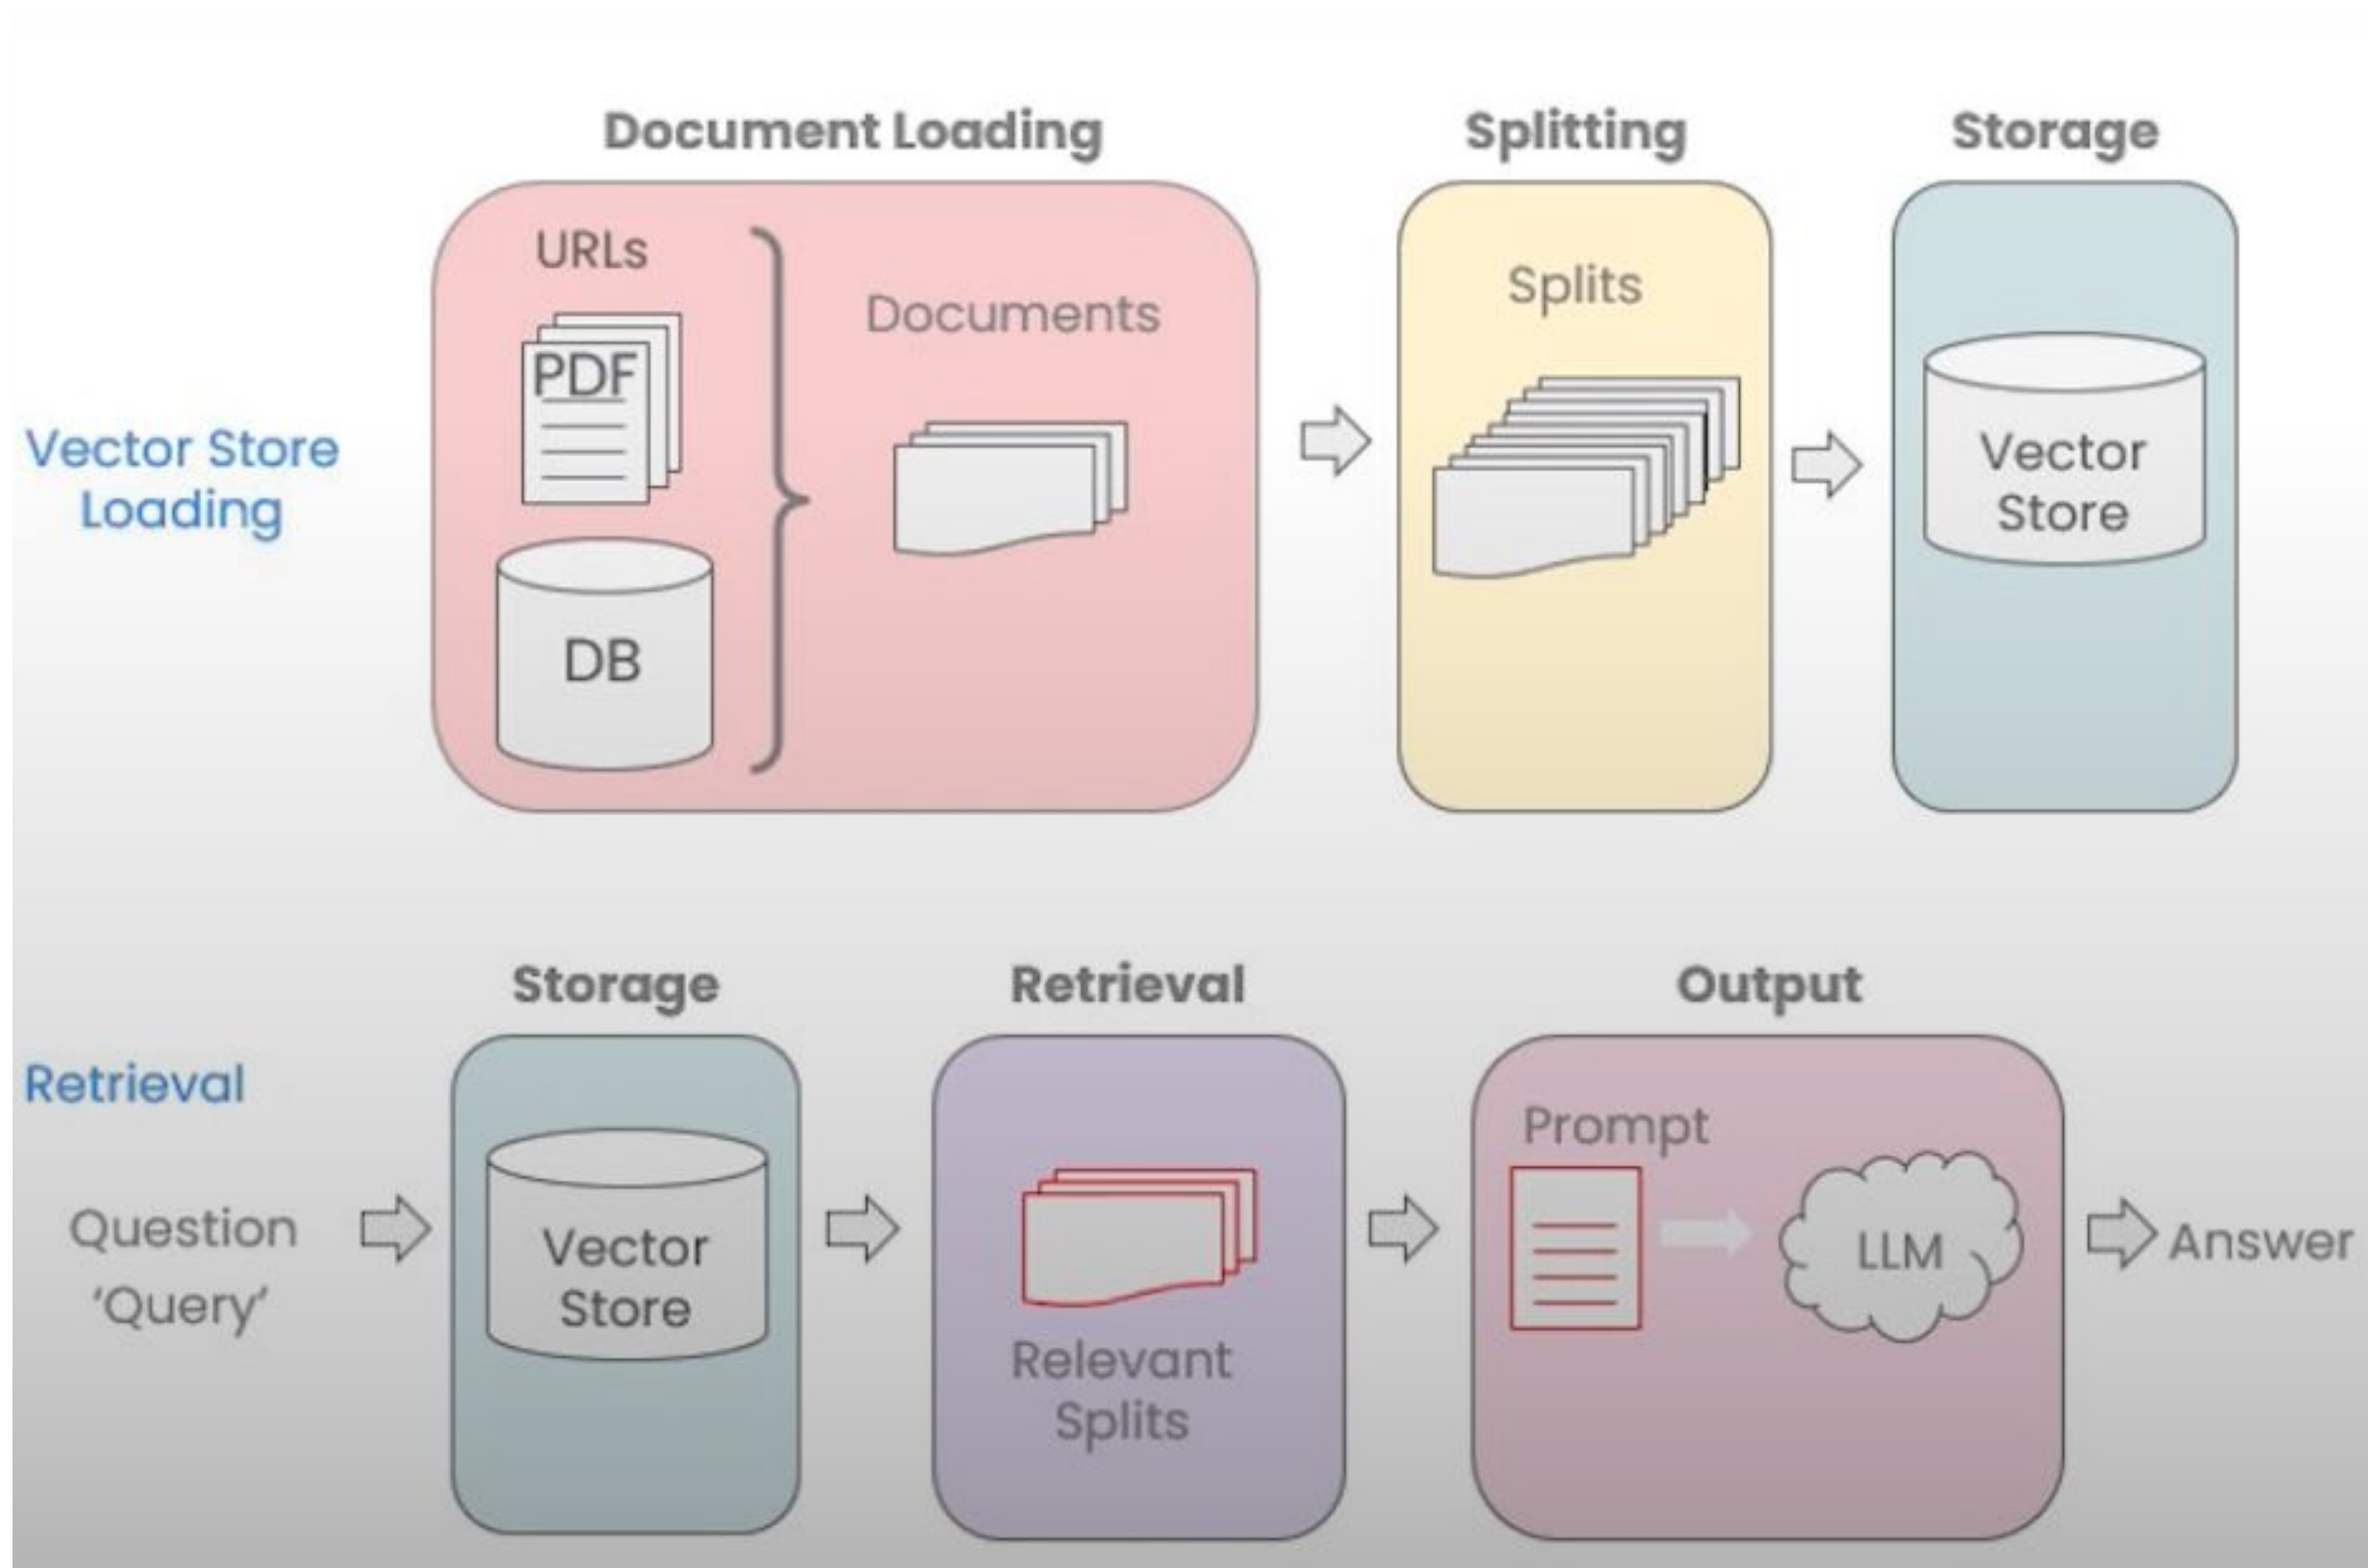 Document Loading
Splitting
Storage
URLs
PDF
DB
Documents
Splits
Vector
Store
Vector Store
Loading
Storage
Retrieval
Output
Retrieval
Question
'Query'
Vector
Store
Relevant
Splits
Prompt
LLM
Answer